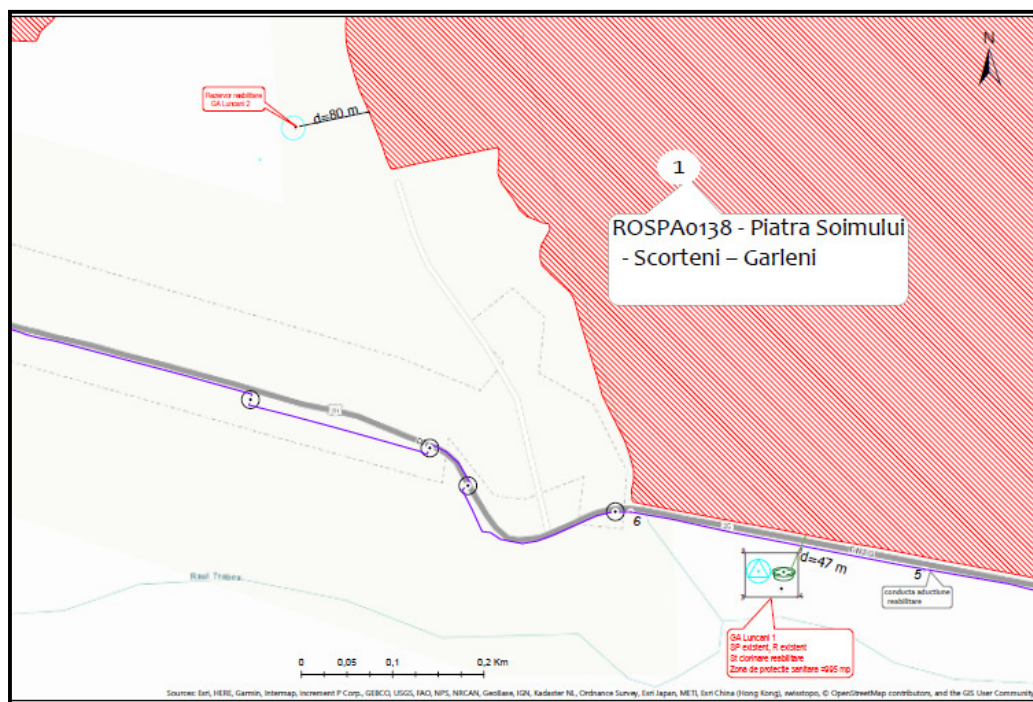 N
Rezervor reabilitare
GA Luncani 2
d=80 m
1
ROSPA0138 - Piatra Soimului
- Scorteni – Garleni
6
d=47 m
5
conducta aductiune
reabilitare
Raul
GA Luncani 1
SP existent, R existent
St clorinare reabilitare
Zona de protectie sanitare =995 mp
0 0,05 0,1 0,2 Km
Sources: Esri, HERE, Garmin, Intermap, increment P Corp., GEBCO, USGS, FAO, NPS, NRCAN, GeoBase, IGN, Kadaster NL, Ordnance Survey, Esri Japan, METI, Esri China (Hong Kong), swisstopo, © OpenStreetMap contributors, and the GIS User Community